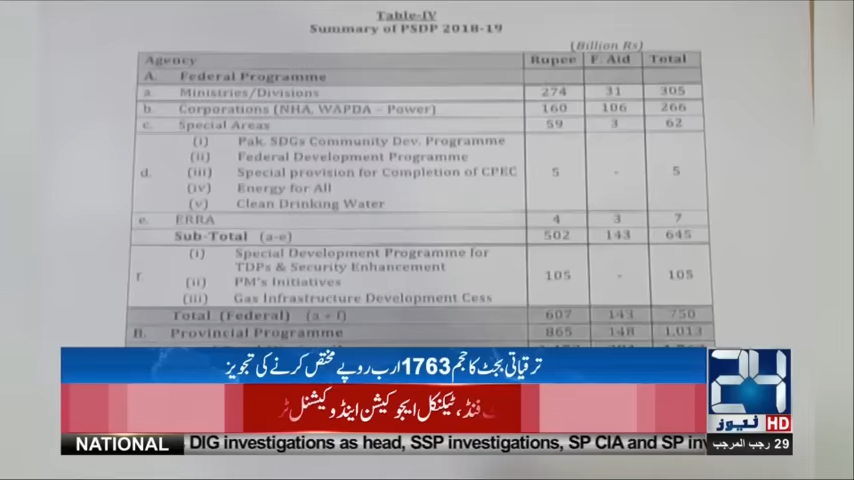 Table-IV
Summary of PSDP 2018-19
(Billion Rs)
Agency Rupee F. Aid Total
A. Federal Programme
a. Ministries/Divisions 274 31 305
b. Corporations (NHA, WAPDA – Power) 160 106 266
c. Special Areas 59 3 62
(i) Pak. SDGs Community Dev. Programme
(ii) Federal Development Programme
d. (iii) Special provision for Completion of CPEC 5 - 5
(iv) Energy for All
(v) Clean Drinking Water
e. ERRA 4 3 7
Sub-Total (a-e) 502 143 645
(i) Special Development Programme for
TDPs & Security Enhancement
f. (ii) PM's Initiatives 105 - 105
(iii) Gas Infrastructure Development Cess
Total (Federal) (a - f) 607 143 750
B. Provincial Programme 865 148 1,013
ترقیاتی بجٹ کا حجم 1763 ارب روپے مختص کرنے کی تجویز
فنڈ، ٹیکنکل ایجوکیشن اینڈ وکیشنل
24
نیوز HD
29 رجب المرجب
NATIONAL DIG investigations as head, SSP investigations, SP CIA and SP in